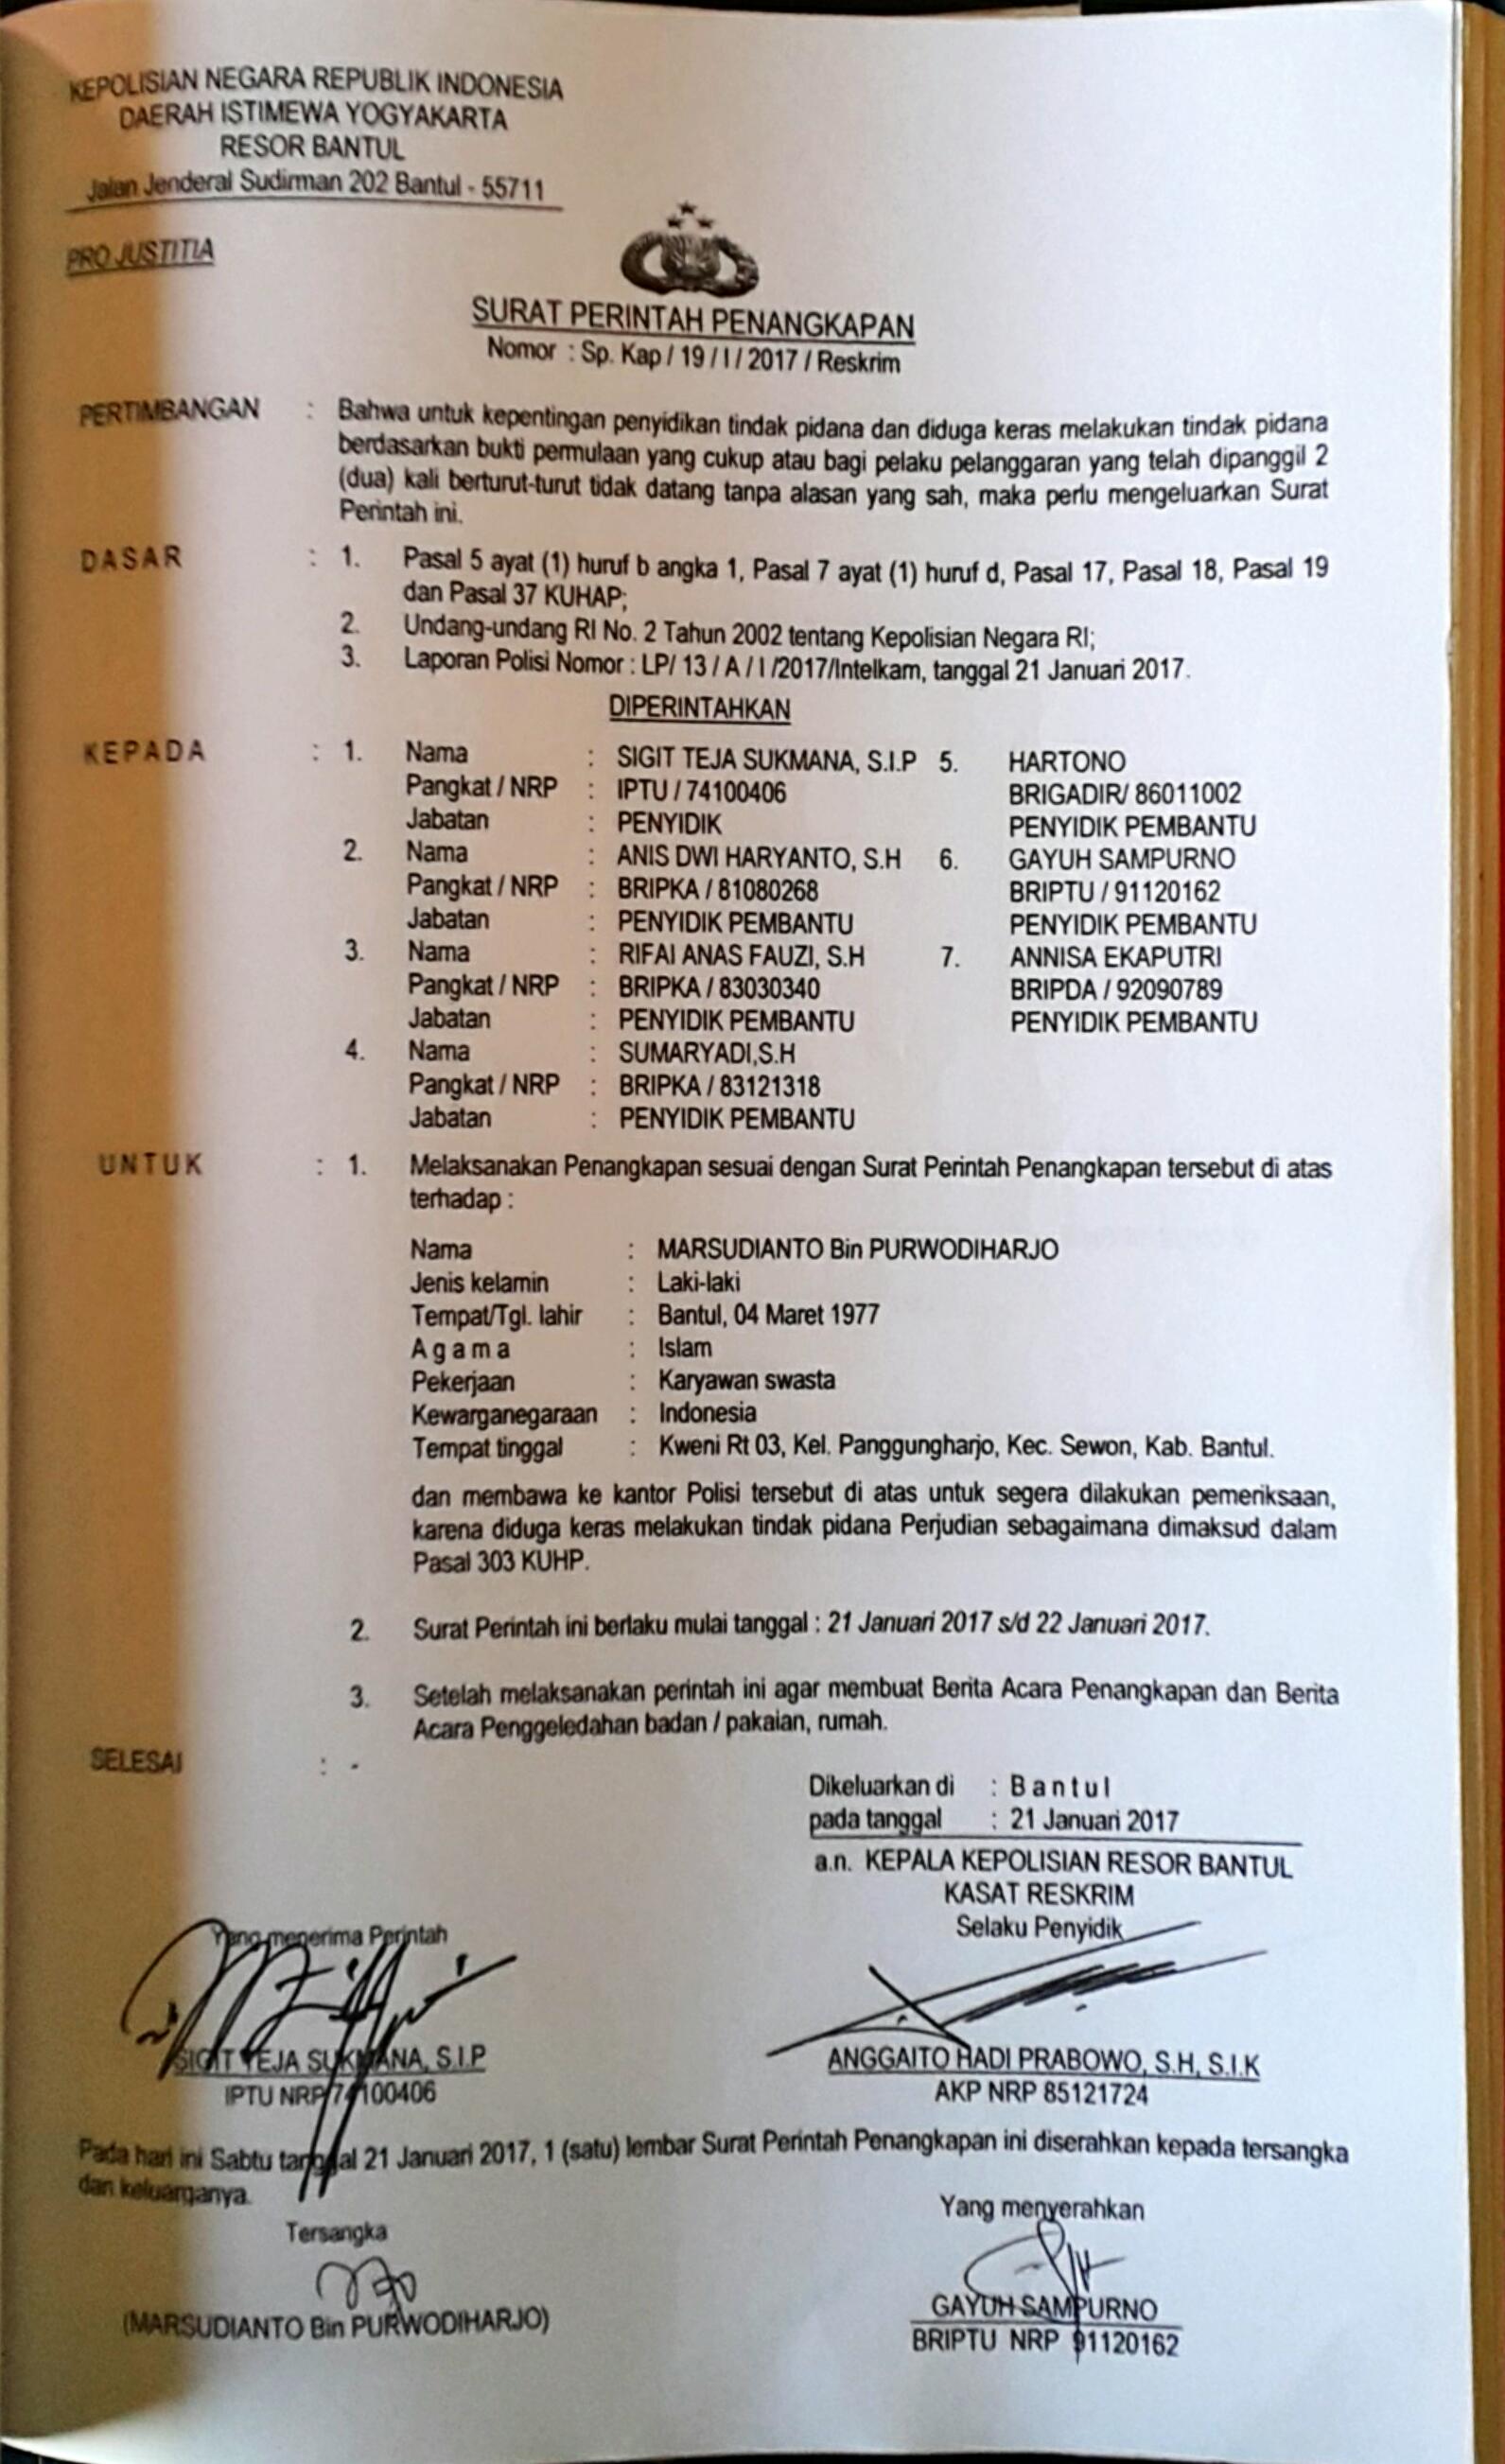 KEPOLISIAN NEGARA REPUBLIK INDONESIA
DAERAH ISTIMEWA YOGYAKARTA
RESOR BANTUL
Jalan Jenderal Sudirman 202 Bantul - 55711
PRO JUSTITIA
SURAT PERINTAH PENANGKAPAN
Nomor : Sp. Kap / 19 / I / 2017 / Reskrim
PERTIMBANGAN : Bahwa untuk kepentingan penyidikan tindak pidana dan diduga keras melakukan tindak pidana
berdasarkan bukti permulaan yang cukup atau bagi pelaku pelanggaran yang telah dipanggil 2
(dua) kali berturut-turut tidak datang tanpa alasan yang sah, maka perlu mengeluarkan Surat
Perintah ini.
DASAR : 1. Pasal 5 ayat (1) huruf b angka 1, Pasal 7 ayat (1) huruf d, Pasal 17, Pasal 18, Pasal 19
dan Pasal 37 KUHAP;
2. Undang-undang RI No. 2 Tahun 2002 tentang Kepolisian Negara RI;
3. Laporan Polisi Nomor : LP/ 13 / A / I /2017/Intelkam, tanggal 21 Januari 2017.
DIPERINTAHKAN
KEPADA : 1. Nama : SIGIT TEJA SUKMANA, S.I.P 5. HARTONO
Pangkat / NRP : IPTU / 74100406 BRIGADIR/ 86011002
Jabatan : PENYIDIK PENYIDIK PEMBANTU
2. Nama : ANIS DWI HARYANTO, S.H 6. GAYUH SAMPURNO
Pangkat / NRP : BRIPKA / 81080268 BRIPTU / 91120162
Jabatan : PENYIDIK PEMBANTU PENYIDIK PEMBANTU
3. Nama : RIFAI ANAS FAUZI, S.H 7. ANNISA EKAPUTRI
Pangkat / NRP : BRIPKA / 83030340 BRIPDA / 92090789
Jabatan : PENYIDIK PEMBANTU PENYIDIK PEMBANTU
4. Nama : SUMARYADI,S.H
Pangkat / NRP : BRIPKA / 83121318
Jabatan : PENYIDIK PEMBANTU
UNTUK : 1. Melaksanakan Penangkapan sesuai dengan Surat Perintah Penangkapan tersebut di atas
terhadap :
Nama : MARSUDIANTO Bin PURWODIHARJO
Jenis kelamin : Laki-laki
Tempat/Tgl. lahir : Bantul, 04 Maret 1977
A g a m a : Islam
Pekerjaan : Karyawan swasta
Kewarganegaraan : Indonesia
Tempat tinggal : Kweni Rt 03, Kel. Panggungharjo, Kec. Sewon, Kab. Bantul.
dan membawa ke kantor Polisi tersebut di atas untuk segera dilakukan pemeriksaan,
karena diduga keras melakukan tindak pidana Perjudian sebagaimana dimaksud dalam
Pasal 303 KUHP.
2. Surat Perintah ini berlaku mulai tanggal : 21 Januari 2017 s/d 22 Januari 2017.
3. Setelah melaksanakan perintah ini agar membuat Berita Acara Penangkapan dan Berita
Acara Penggeledahan badan / pakaian, rumah.
SELESAI : -
Dikeluarkan di : B a n t u l
pada tanggal : 21 Januari 2017
a.n. KEPALA KEPOLISIAN RESOR BANTUL
KASAT RESKRIM
Selaku Penyidik
Yang menerima Perintah
SIGIT TEJA SUKMANA, S.I.P
IPTU NRP 74100406
ANGGAITO HADI PRABOWO, S.H, S.I.K
AKP NRP 85121724
Pada hari ini Sabtu tanggal 21 Januari 2017, 1 (satu) lembar Surat Perintah Penangkapan ini diserahkan kepada tersangka
dan keluarganya.
Tersangka
(MARSUDIANTO Bin PURWODIHARJO)
Yang menyerahkan
GAYUH SAMPURNO
BRIPTU NRP 91120162